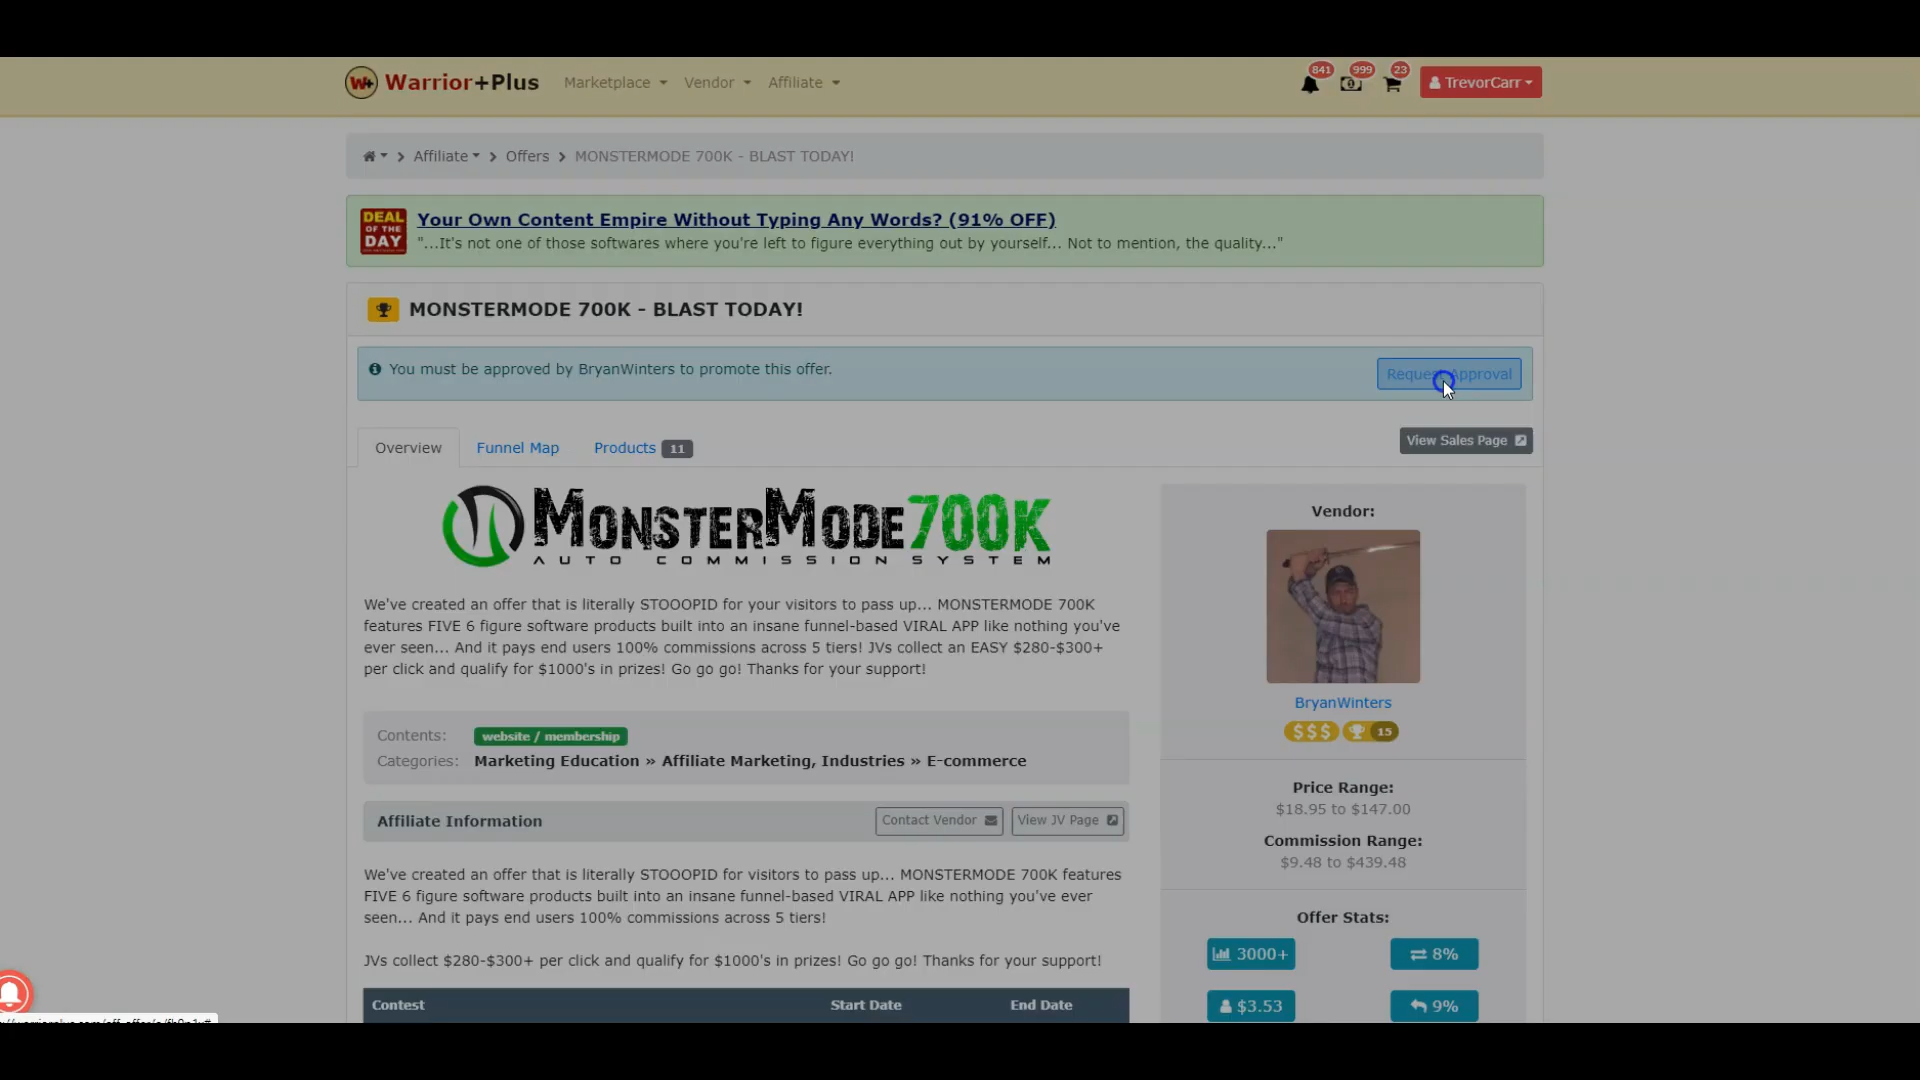 Warrior+Plus Marketplace Vendor Affiliate 841 999 23 TrevorCarr
Affiliate Offers MONSTERMODE 700K - BLAST TODAY!
DEAL OF THE DAY
Your Own Content Empire Without Typing Any Words? (91% OFF)
"...It's not one of those softwares where you're left to figure everything out by yourself... Not to mention, the quality..."
MONSTERMODE 700K - BLAST TODAY!
You must be approved by BryanWinters to promote this offer. Request Approval
Overview Funnel Map Products 11 View Sales Page
MONSTERMODE700K
AUTO COMMISSION SYSTEM
We've created an offer that is literally STOOOPID for your visitors to pass up... MONSTERMODE 700K
features FIVE 6 figure software products built into an insane funnel-based VIRAL APP like nothing you've
ever seen... And it pays end users 100% commissions across 5 tiers! JVs collect an EASY $280-$300+
per click and qualify for $1000's in prizes! Go go go! Thanks for your support!
Contents: website / membership
Categories: Marketing Education » Affiliate Marketing, Industries » E-commerce
Affiliate Information Contact Vendor View JV Page
We've created an offer that is literally STOOOPID for visitors to pass up... MONSTERMODE 700K features
FIVE 6 figure software products built into an insane funnel-based VIRAL APP like nothing you've ever
seen... And it pays end users 100% commissions across 5 tiers!
JVs collect $280-$300+ per click and qualify for $1000's in prizes! Go go go! Thanks for your support!
Contest Start Date End Date
Vendor:
BryanWinters
$$$ 15
Price Range:
$18.95 to $147.00
Commission Range:
$9.48 to $439.48
Offer Stats:
3000+ 8%
$3.53 9%